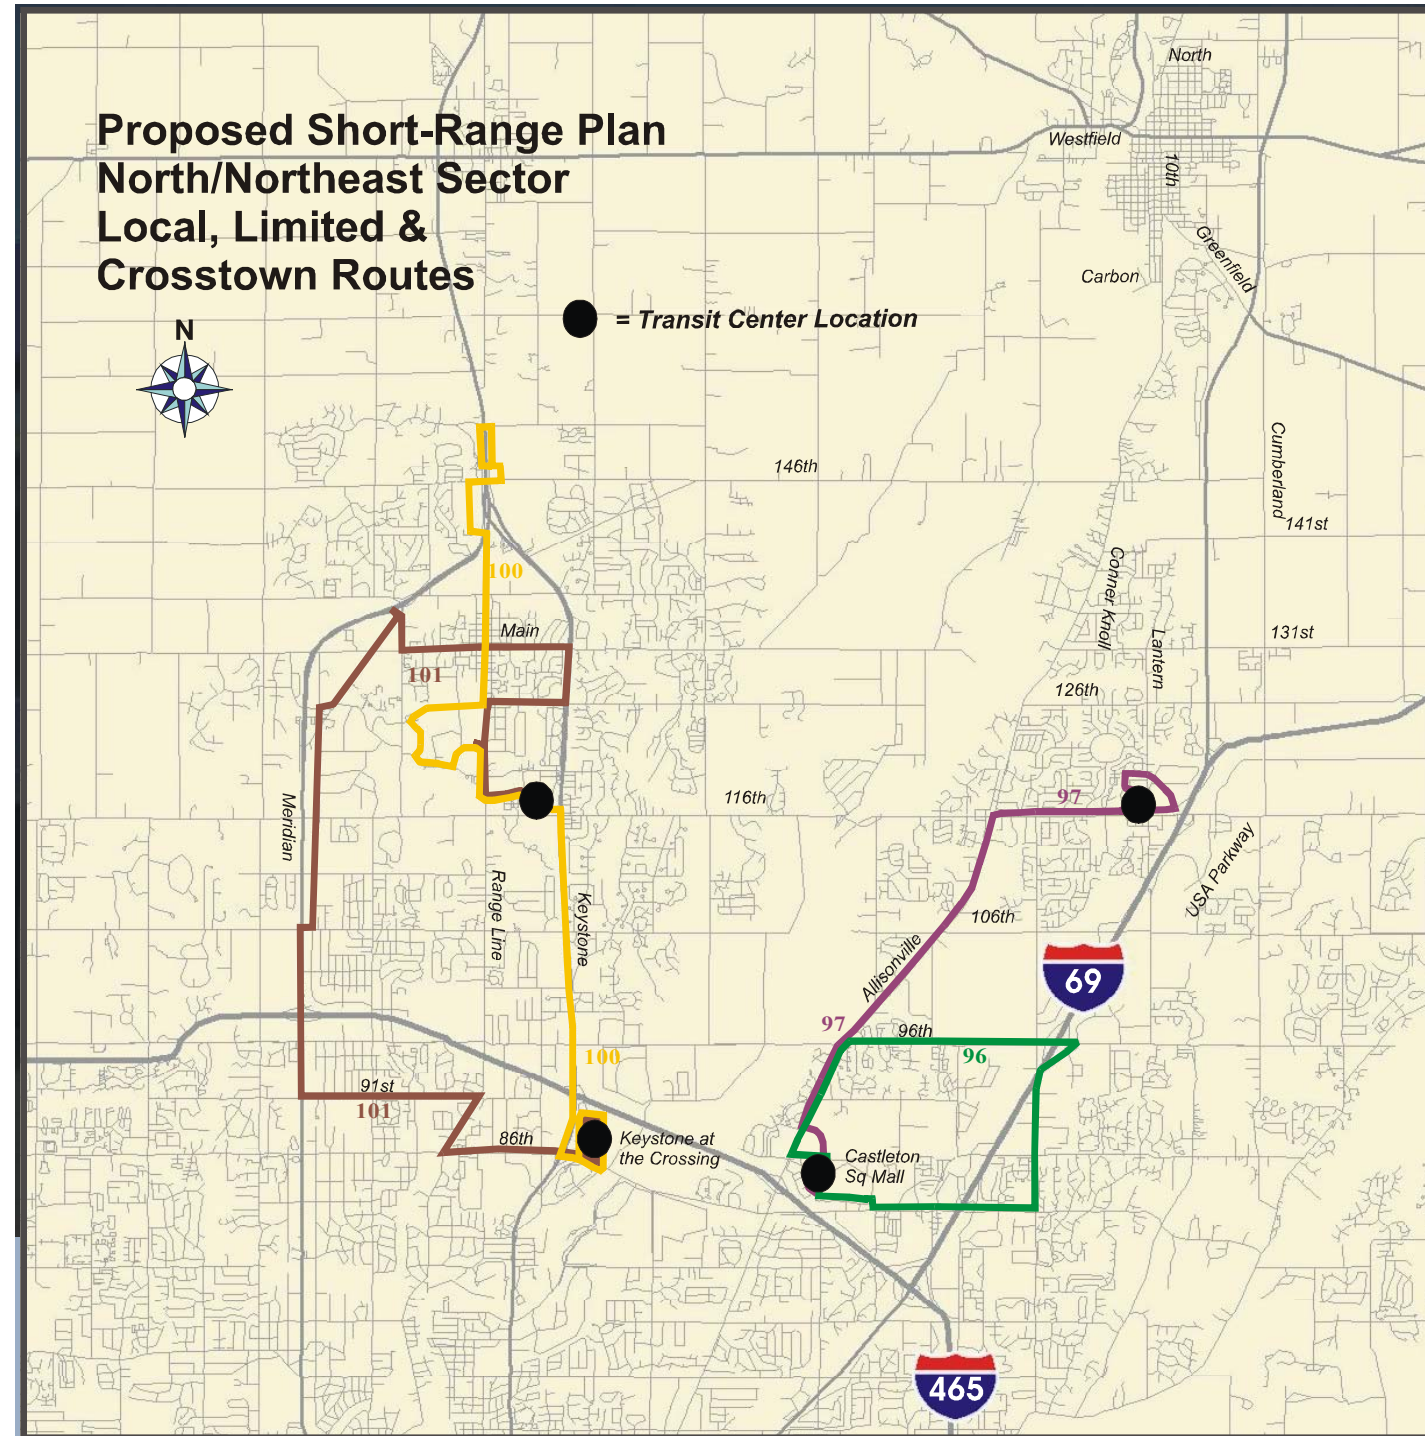 North
Proposed Short-Range Plan
North/Northeast Sector
Local, Limited &
Crosstown Routes
Westfield
10th
Greenfield
Carbon
= Transit Center Location
N
146th
Cumberland
141st
100
Conner Knoll
Main
131st
Lantern
101
126th
116th
97
Meridian
USA Parkway
Range Line
Keystone
106th
Allisonville
69
97
96th
96
100
91st
101
86th
Keystone at
the Crossing
Castleton
Sq Mall
465